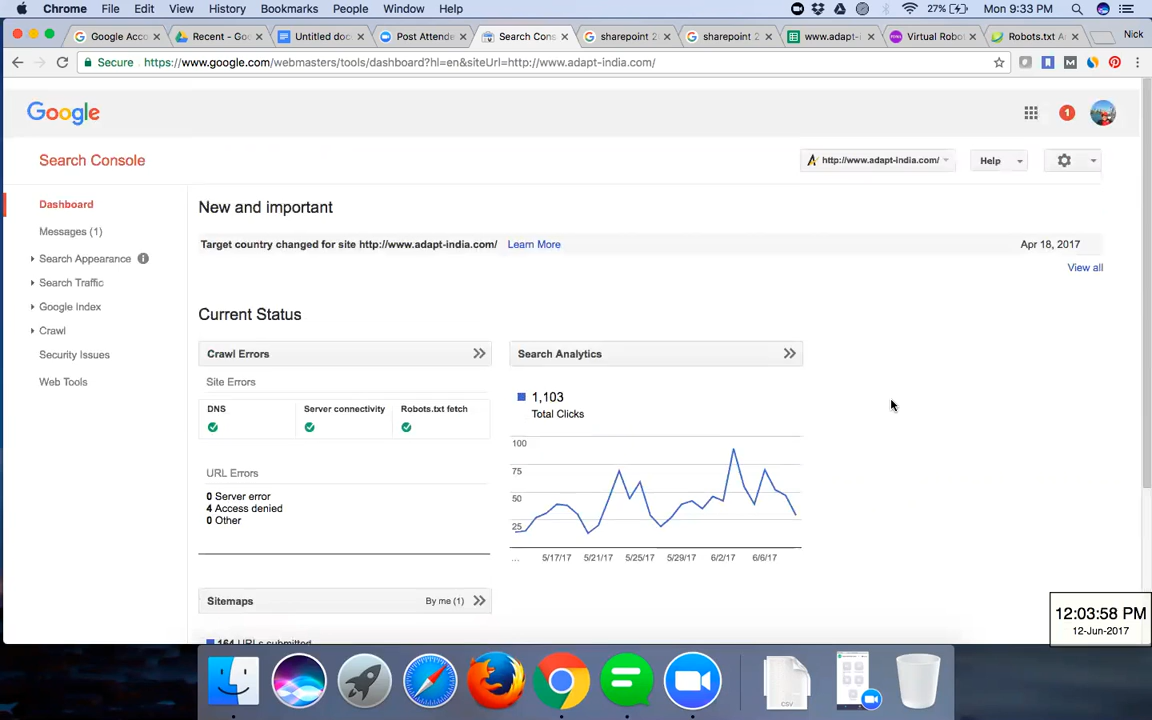 Chrome File Edit View History Bookmarks People Window Help 27% Mon 9:33 PM
Google Acco Recent - Goo Untitled doc Post Attende Search Cons sharepoint 2 sharepoint 2 www.adapt- Virtual Robo Robots.txt A Nick
Secure https://www.google.com/webmasters/tools/dashboard?hl=en&siteUrl=http://www.adapt-india.com/
Google 1
Search Console http://www.adapt-india.com/ Help
Dashboard
Messages (1)
Search Appearance
Search Traffic
Google Index
Crawl
Security Issues
Web Tools
New and important
Target country changed for site http://www.adapt-india.com/ Learn More Apr 18, 2017
View all
Current Status
Crawl Errors
Site Errors
DNS Server connectivity Robots.txt fetch
URL Errors
0 Server error
4 Access denied
0 Other
Search Analytics
1,103
Total Clicks
100
75
50
25
... 5/17/17 5/21/17 5/25/17 5/29/17 6/2/17 6/6/17
Sitemaps By me (1)
164 URLs submitted
12:03:58 PM
12-Jun-2017
CSV